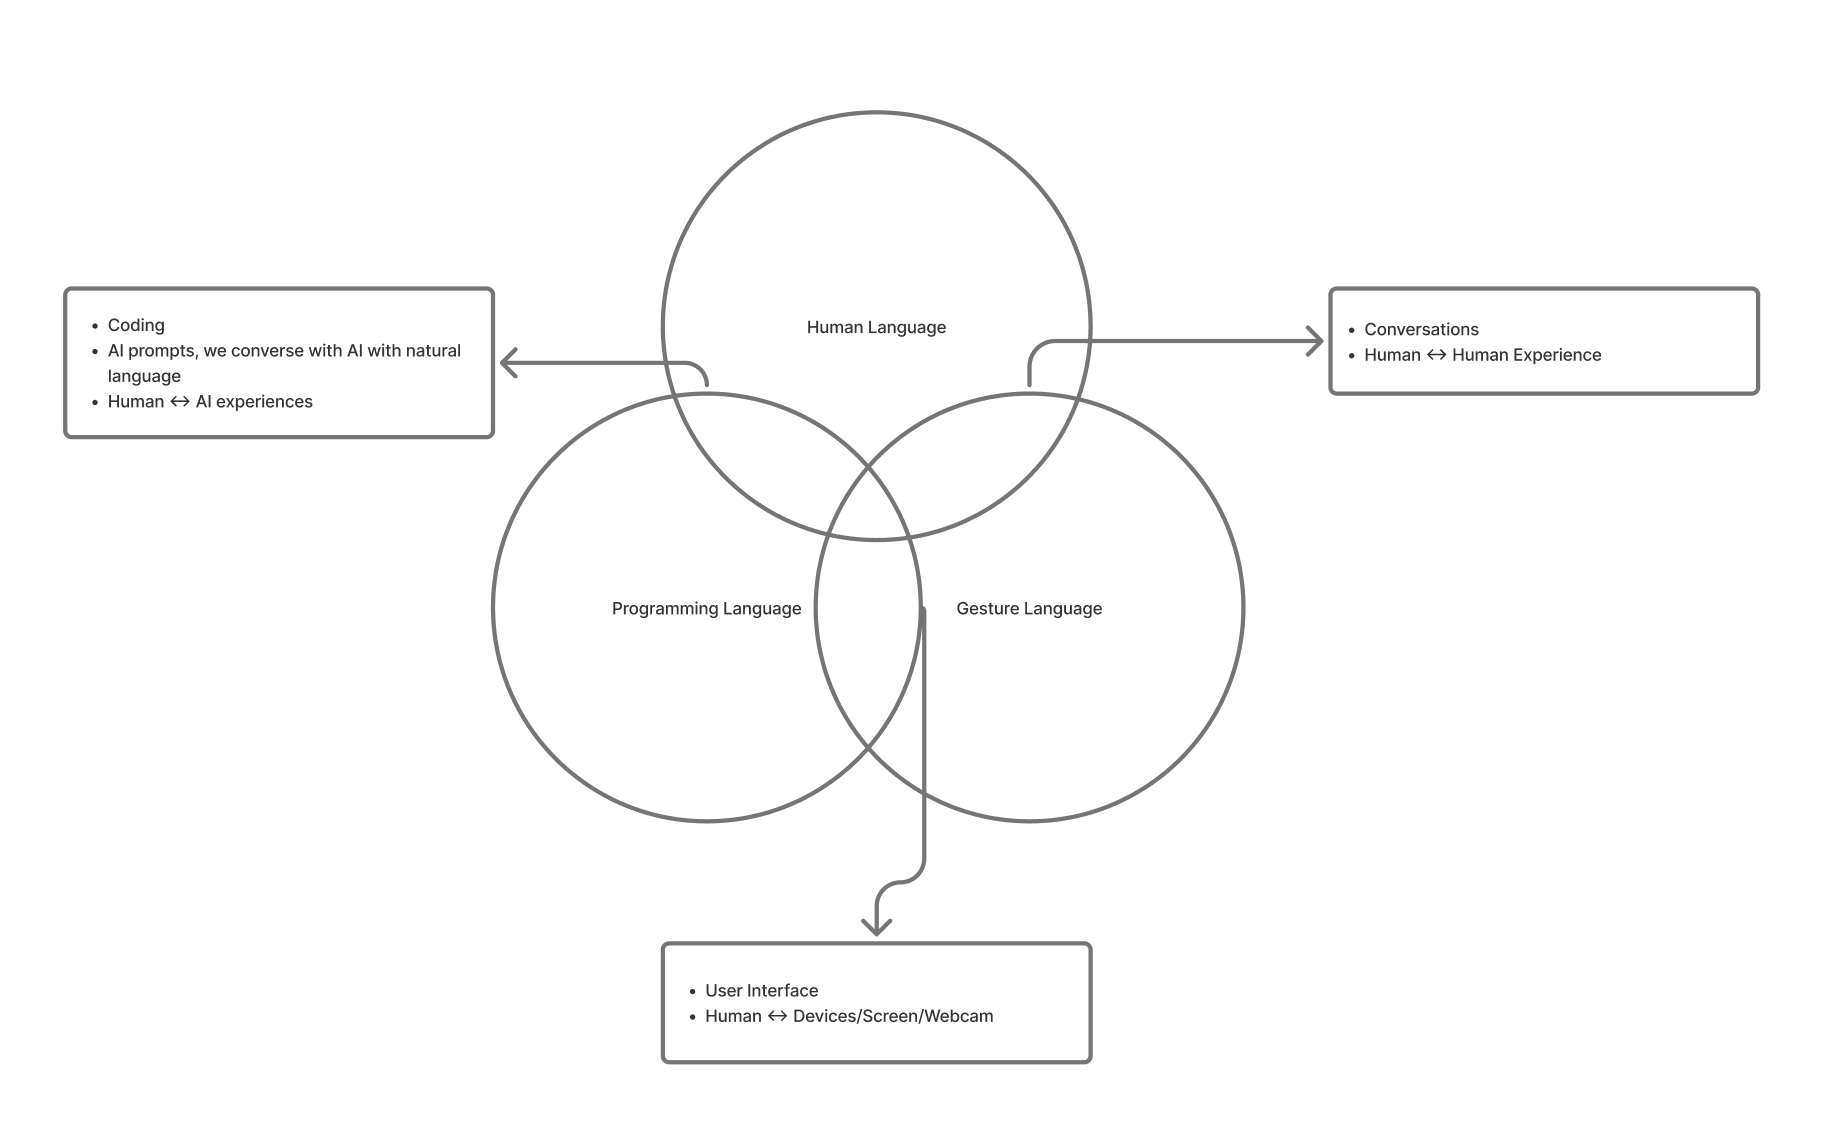 Human Language
• Coding
• AI prompts, we converse with AI with natural
language
• Human ↔ AI experiences
• Conversations
• Human ↔ Human Experience
Programming Language
Gesture Language
• User Interface
• Human ↔ Devices/Screen/Webcam